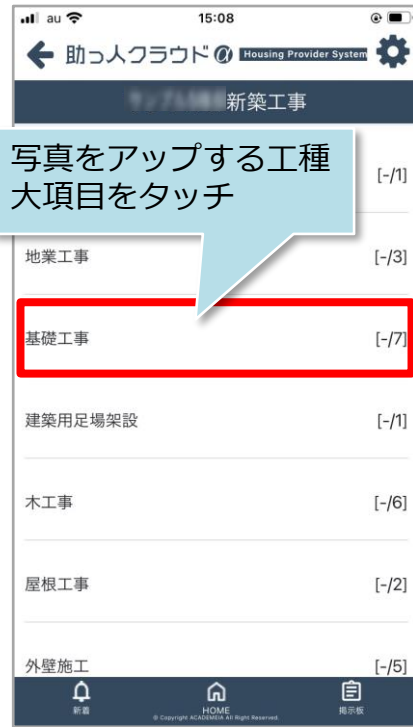 au 15:08
助っ人クラウドα Housing Provider System
新築工事
写真をアップする工種
大項目をタッチ
[-/1]
地業工事 [-/3]
基礎工事 [-/7]
建築用足場架設 [-/1]
木工事 [-/6]
屋根工事 [-/2]
外壁施工 [-/5]
新着 HOME 掲示板
© Copyright ACADEMEIA All Right Reserved.